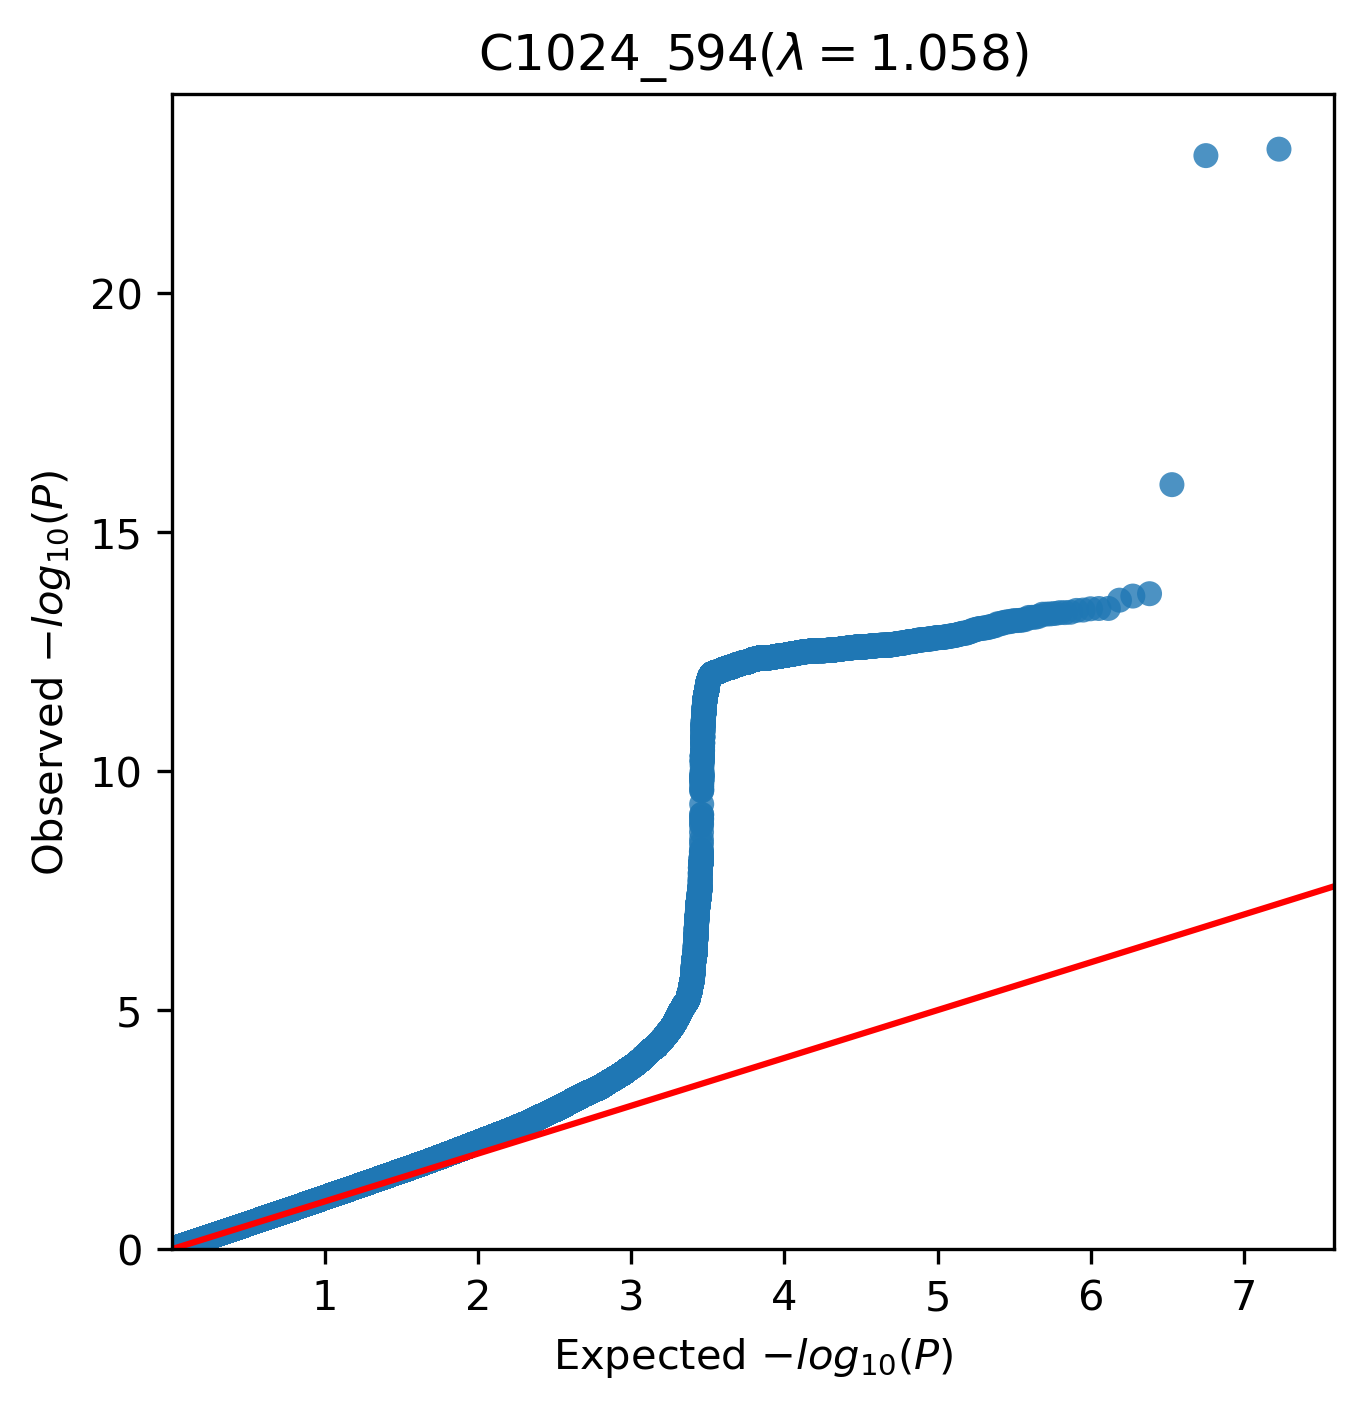 C1024_594(λ = 1.058)
Observed −log₁₀(P)
20
15
10
5
0
1 2 3 4 5 6 7
Expected −log₁₀(P)